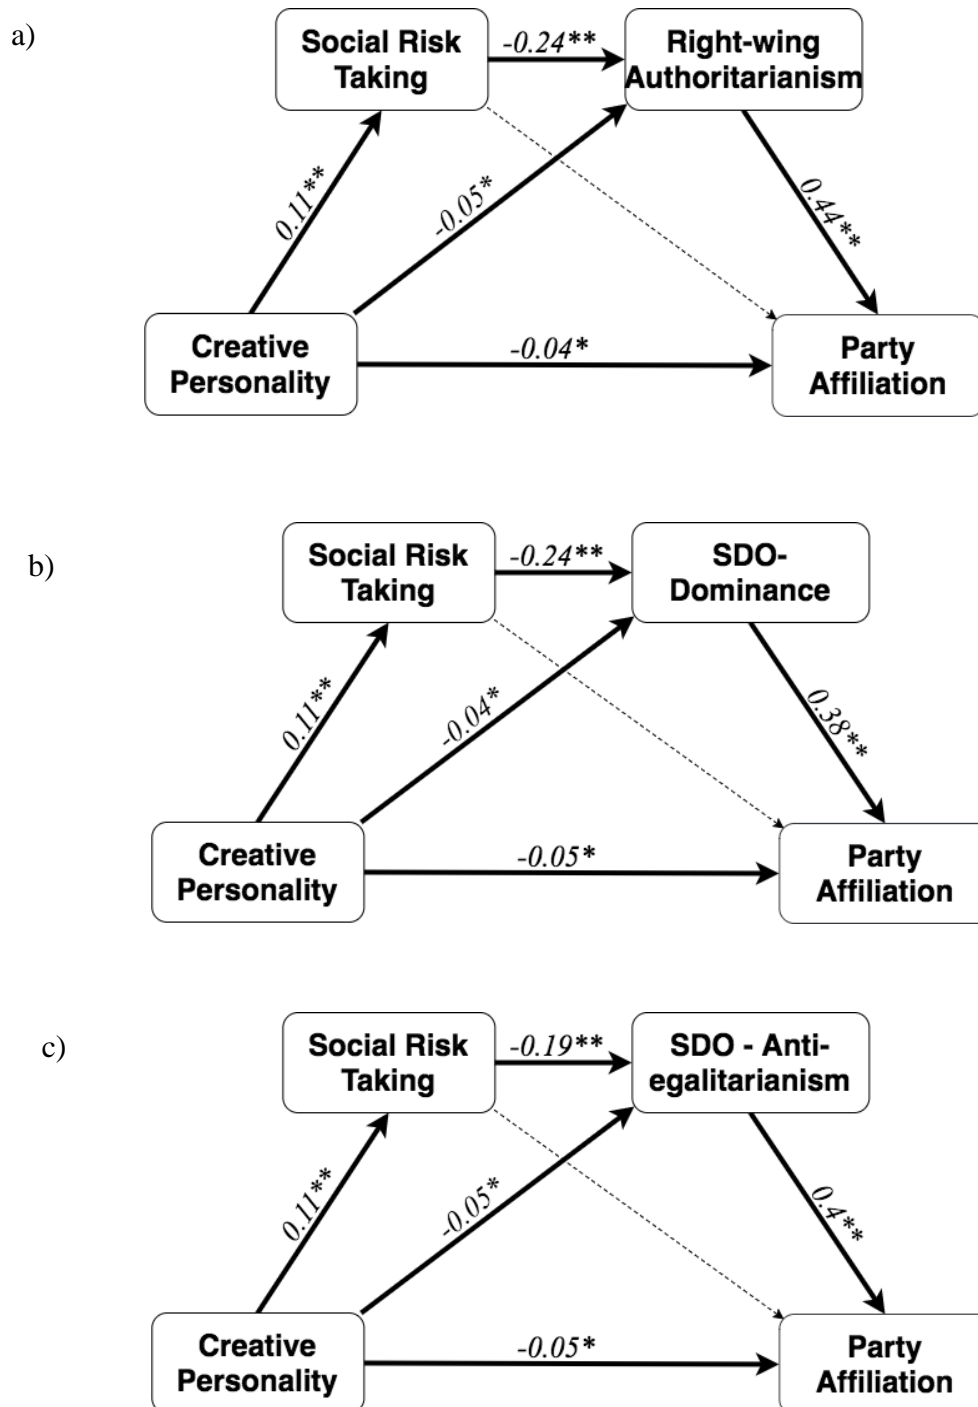 a)
Social Risk
Taking
-0.24**
Right-wing
Authoritarianism
0.11**
-0.05*
0.44**
Creative
Personality
-0.04*
Party
Affiliation
b)
Social Risk
Taking
-0.24**
SDO-
Dominance
0.11**
-0.04*
0.38**
Creative
Personality
-0.05*
Party
Affiliation
c)
Social Risk
Taking
-0.19**
SDO - Anti-
egalitarianism
0.11**
-0.05*
0.4**
Creative
Personality
-0.05*
Party
Affiliation